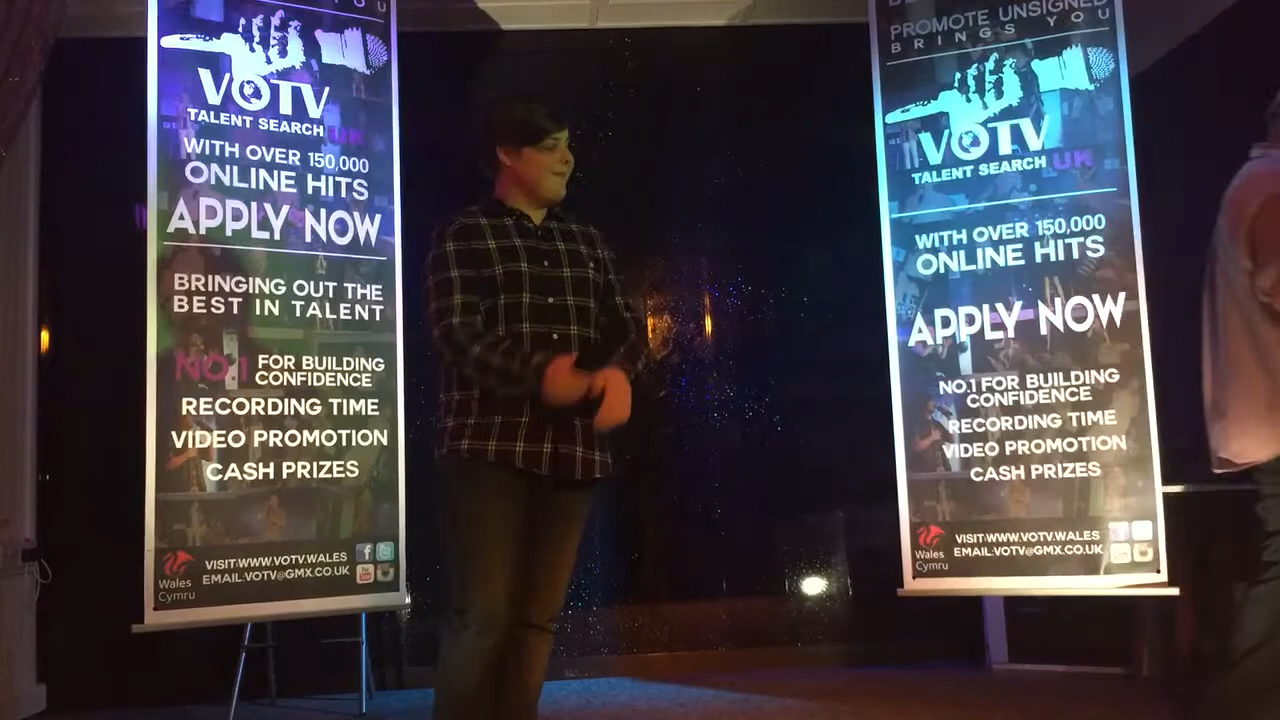 YOU
VOTV
TALENT SEARCH UK
WITH OVER 150,000
ONLINE HITS
APPLY NOW
BRINGING OUT THE
BEST IN TALENT
NO.1 FOR BUILDING
CONFIDENCE
RECORDING TIME
VIDEO PROMOTION
CASH PRIZES
VISIT:WWW.VOTV.WALES
EMAIL:VOTV@GMX.CO.UK
Wales
Cymru
PROMOTE UNSIGNED
BRINGS YOU
VOTV
TALENT SEARCH UK
WITH OVER 150,000
ONLINE HITS
APPLY NOW
NO.1 FOR BUILDING
CONFIDENCE
RECORDING TIME
VIDEO PROMOTION
CASH PRIZES
VISIT:WWW.VOTV.WALES
EMAIL:VOTV@GMX.CO.UK
Wales
Cymru